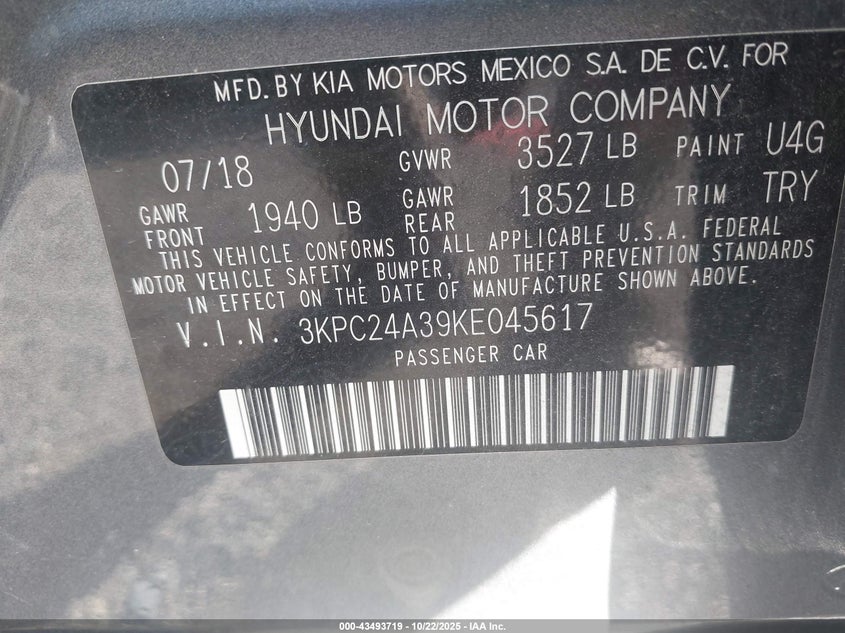 MFD. BY KIA MOTORS MEXICO S.A. DE C.V. FOR
HYUNDAI MOTOR COMPANY
07/18 GVWR 3527 LB PAINT U4G
GAWR FRONT 1940 LB GAWR REAR 1852 LB TRIM TRY
THIS VEHICLE CONFORMS TO ALL APPLICABLE U.S.A. FEDERAL
MOTOR VEHICLE SAFETY, BUMPER, AND THEFT PREVENTION STANDARDS
IN EFFECT ON THE DATE OF MANUFACTURE SHOWN ABOVE.
V.I.N. 3KPC24A39KE045617
PASSENGER CAR
000-43493719 - 10/22/2025 - IAA Inc.